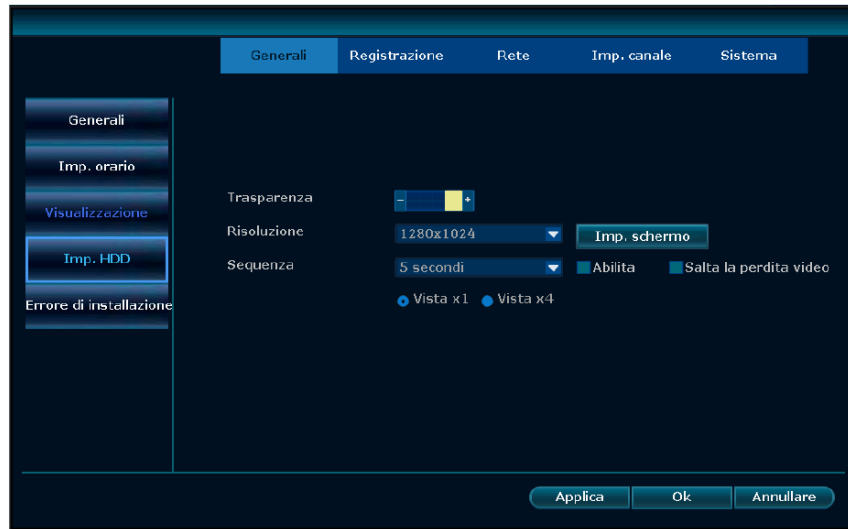 Generali Registrazione Rete Imp. canale Sistema
Generali
Imp. orario
Visualizzazione
Imp. HDD
Errore di installazione
Trasparenza - +
Risoluzione 1280x1024 Imp. schermo
Sequenza 5 secondi Abilita Salta la perdita video
Vista x1 Vista x4
Applica Ok Annullare